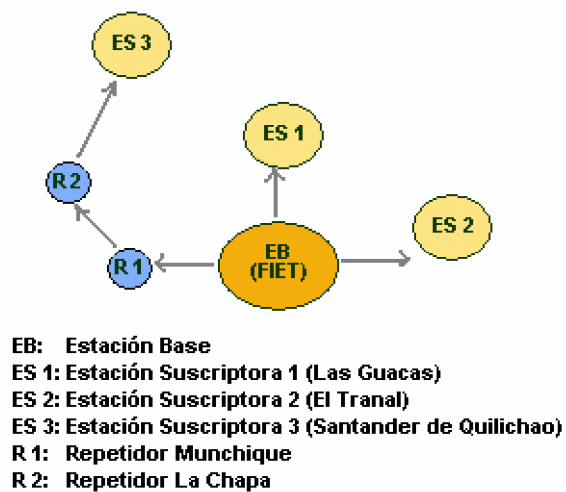 ES 3
ES 1
R 2
ES 2
EB
(FIET)
R 1
EB: Estación Base
ES 1: Estación Suscriptora 1 (Las Guacas)
ES 2: Estación Suscriptora 2 (El Tranal)
ES 3: Estación Suscriptora 3 (Santander de Quilichao)
R 1: Repetidor Munchique
R 2: Repetidor La Chapa